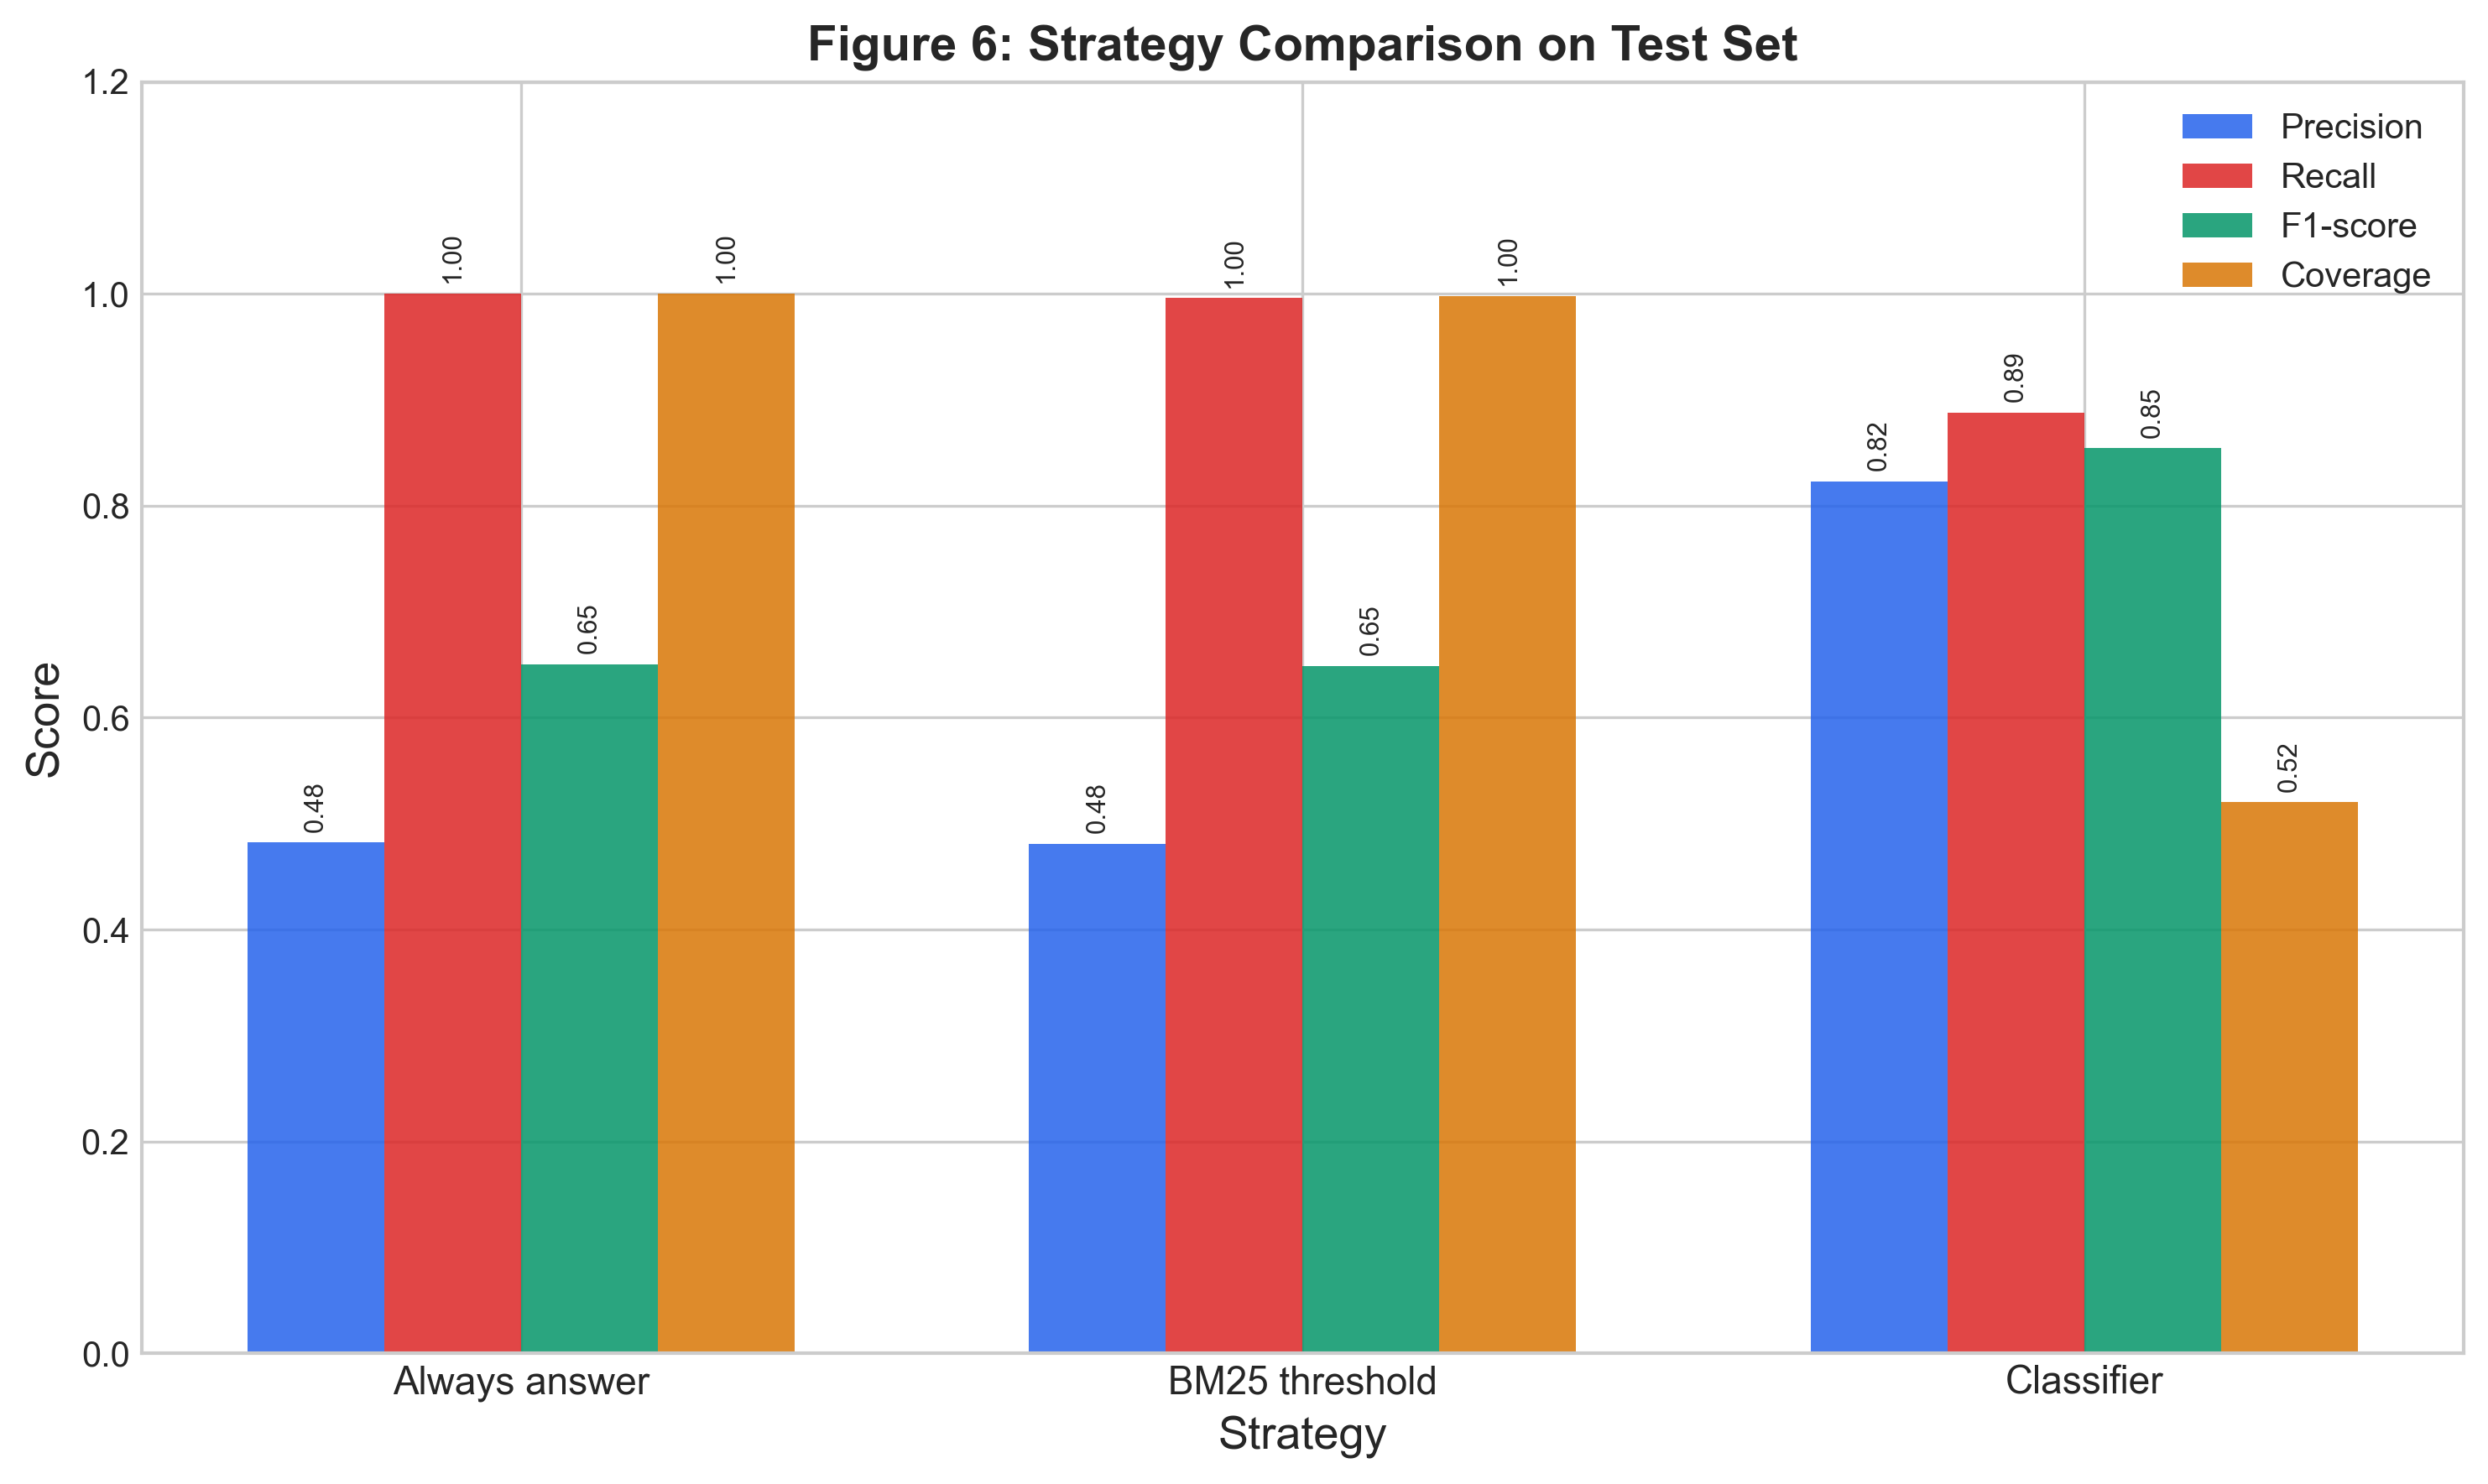 Figure 6: Strategy Comparison on Test Set
Precision
Recall
F1-score
Coverage
Score
1.2
1.0
0.8
0.6
0.4
0.2
0.0
0.48
1.00
0.65
1.00
0.48
1.00
0.65
1.00
0.82
0.89
0.85
0.52
Always answer
BM25 threshold
Classifier
Strategy